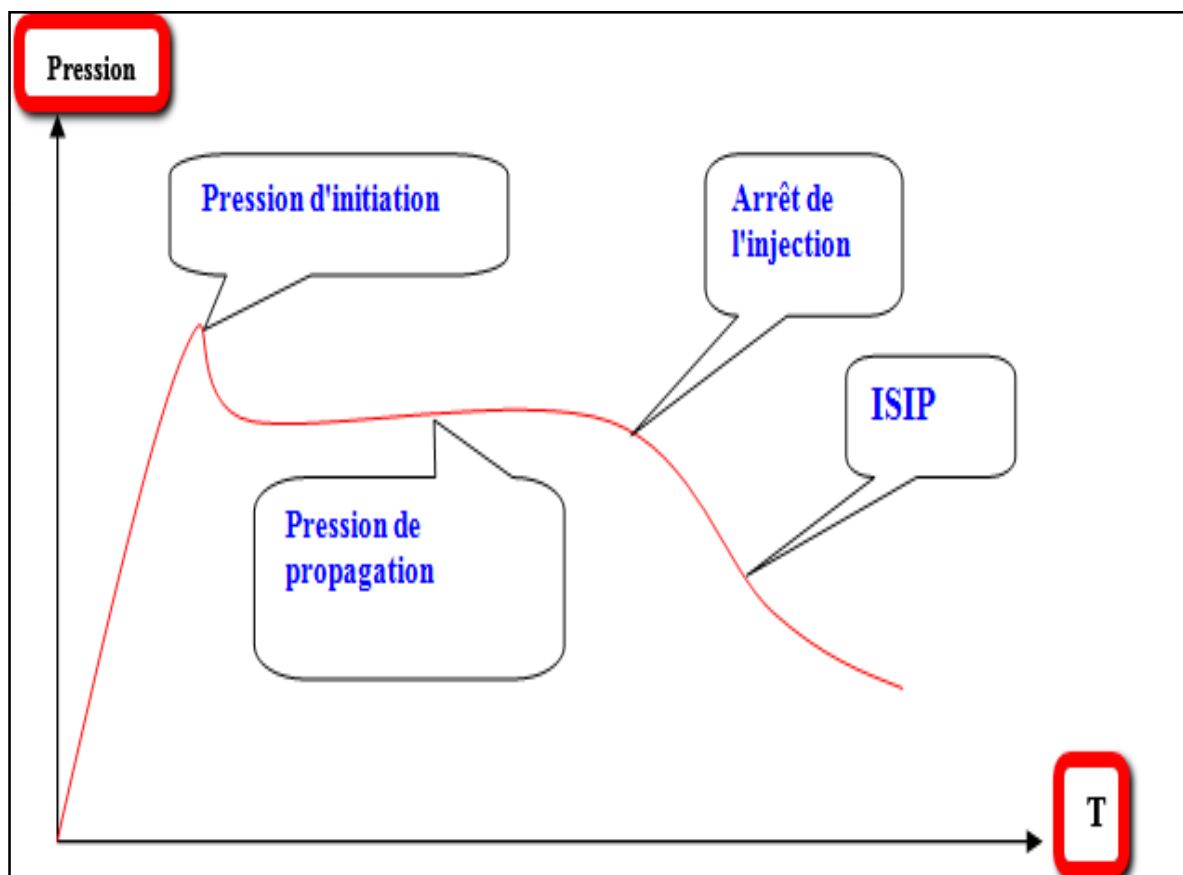 Pression
Pression d'initiation
Arrêt de
l'injection
ISIP
Pression de
propagation
T